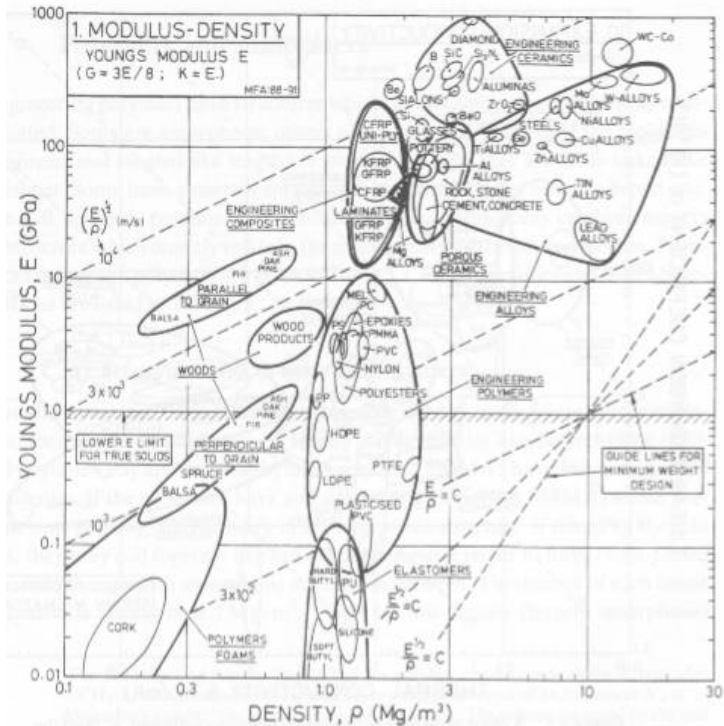 1. MODULUS-DENSITY
YOUNGS MODULUS E
(G ≈ 3E/8 ; K ≈ E.)
MFA:88-91
YOUNGS MODULUS, E (GPa)
1000
100
10
1.0
0.1
0.01
DIAMOND
B
SiC
Si₃N₄
ENGINEERING
CERAMICS
WC-Co
Be
SIALONS
ALUMINAS
ZrO₂
BeO
Si
Mo
ALLOYS
W-ALLOYS
Ni ALLOYS
STEELS
Cu ALLOYS
Zn ALLOYS
Ti ALLOYS
CFRP
UNI-PLY
GLASSES
POTTERY
KFRP
GFRP
CFRP
LAMINATES
GFRP
KFRP
Al
ALLOYS
ROCK, STONE
CEMENT, CONCRETE
TIN
ALLOYS
LEAD
ALLOYS
Mg
ALLOYS
POROUS
CERAMICS
ENGINEERING
COMPOSITES
ENGINEERING
ALLOYS
(E/ρ)^½ (m/s)
10⁴
ASH
OAK
PINE
FIR
PARALLEL
TO GRAIN
BALSA
WOOD
PRODUCTS
WOODS
MEL
PC
PS
EPOXIES
PMMA
PVC
NYLON
POLYESTERS
ENGINEERING
POLYMERS
3×10³
LOWER E LIMIT
FOR TRUE SOLIDS
ASH
OAK
PINE
FIR
PERPENDICULAR
TO GRAIN
SPRUCE
BALSA
PP
HDPE
LDPE
PTFE
PLASTICISED
PVC
E/ρ = C
GUIDE LINES FOR
MINIMUM WEIGHT
DESIGN
10³
HARD
BUTYL
PU
ELASTOMERS
E^½/ρ = C
SILICONE
SOFT
BUTYL
E^⅓/ρ = C
3×10²
CORK
POLYMERS
FOAMS
0.1
0.3
1.0
3
10
30
DENSITY, ρ (Mg/m³)